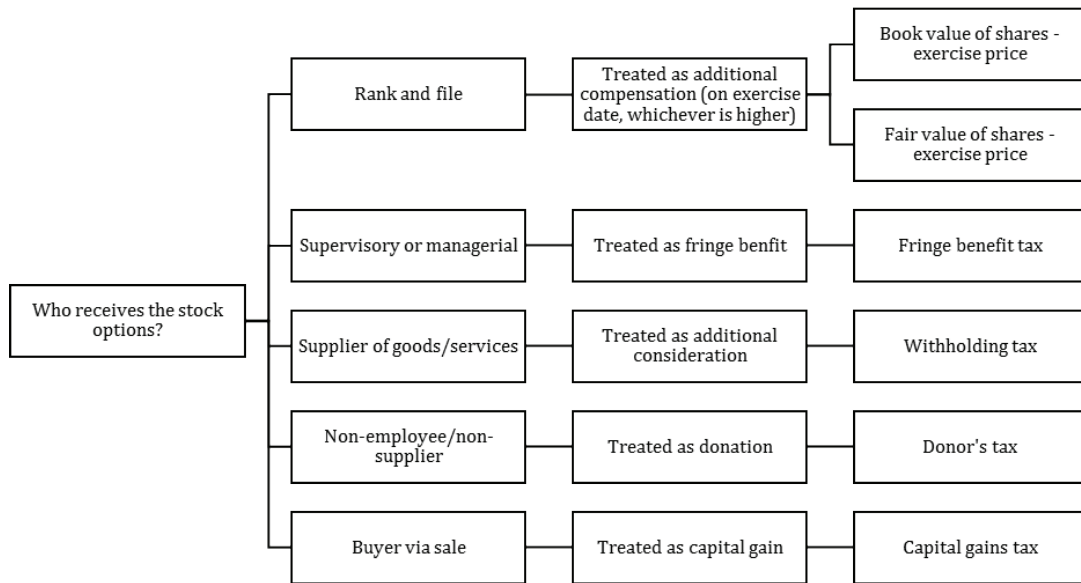 Who receives the stock
options?
Rank and file
Treated as additional
compensation (on exercise
date, whichever is higher)
Book value of shares -
exercise price
Fair value of shares -
exercise price
Supervisory or managerial
Treated as fringe benfit
Fringe benefit tax
Supplier of goods/services
Treated as additional
consideration
Withholding tax
Non-employee/non-
supplier
Treated as donation
Donor's tax
Buyer via sale
Treated as capital gain
Capital gains tax